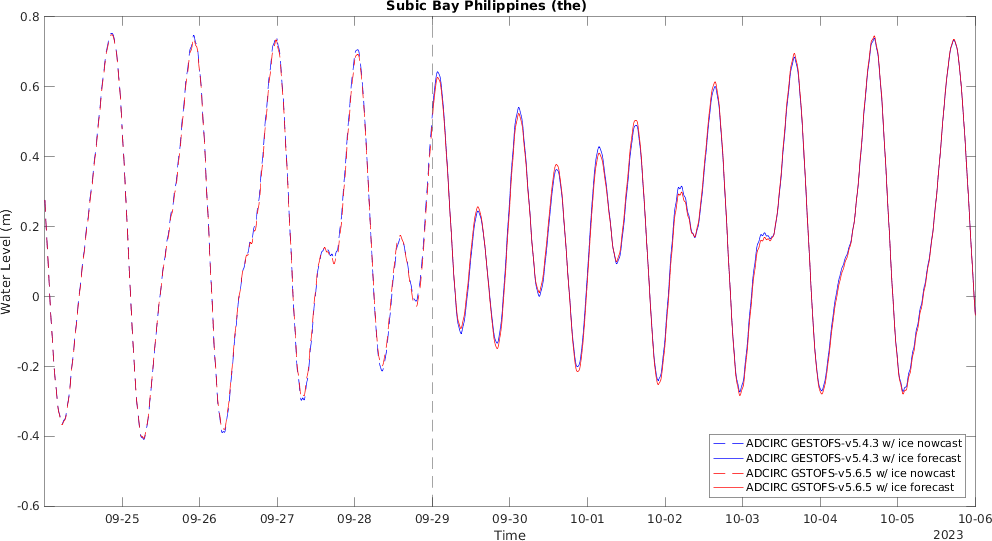 Subic Bay Philippines (the)
0.8
0.6
0.4
0.2
0
-0.2
-0.4
-0.6
Water Level (m)
ADCIRC GESTOFS-v5.4.3 w/ ice nowcast
ADCIRC GESTOFS-v5.4.3 w/ ice forecast
ADCIRC GSTOFS-v5.6.5 w/ ice nowcast
ADCIRC GSTOFS-v5.6.5 w/ ice forecast
09-25 09-26 09-27 09-28 09-29 09-30 10-01 10-02 10-03 10-04 10-05 10-06
Time
2023